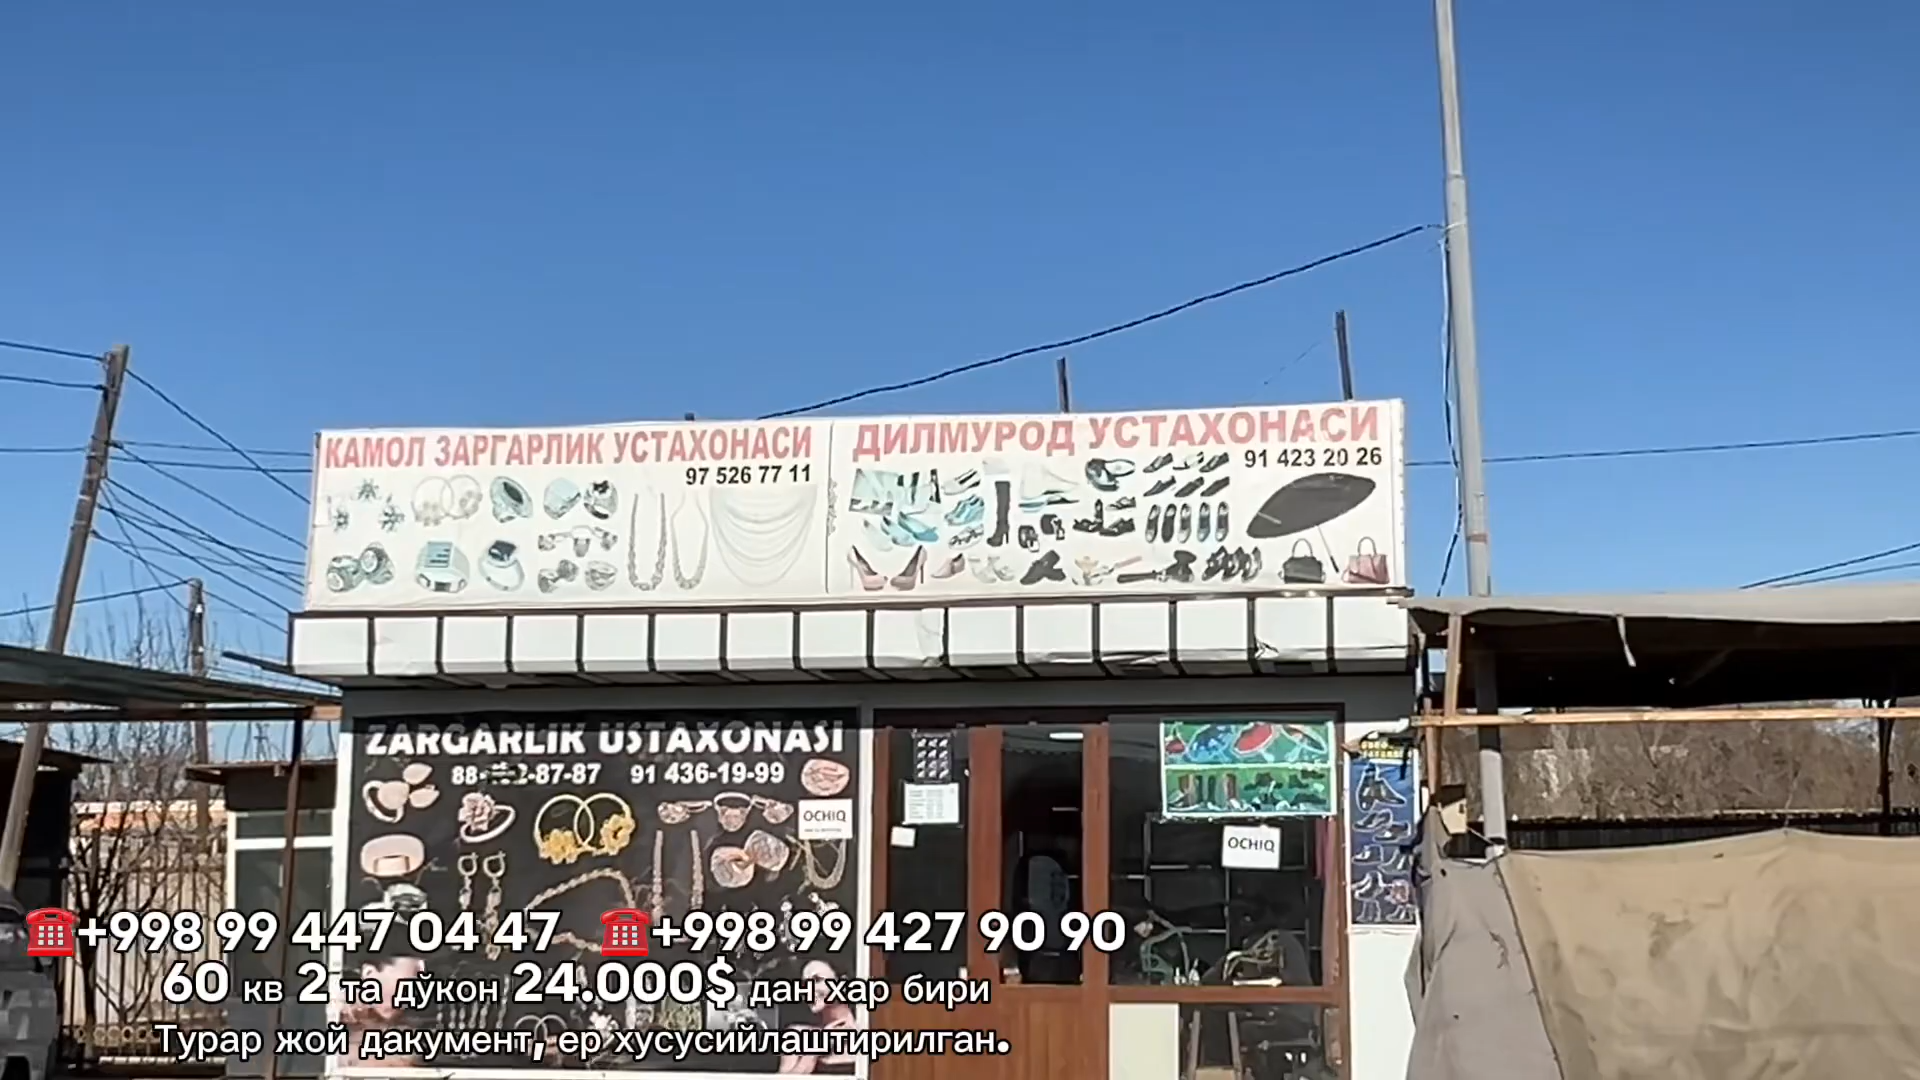 КАМОЛ ЗАРГАРЛИК УСТАХОНАСИ
97 526 77 11
ДИЛМУРОД УСТАХОНАСИ
91 423 20 26
ZARGARLIK USTAXONASI
91 436-19-99
OCHIQ
OCHIQ
☎️+998 99 447 04 47 ☎️+998 99 427 90 90
60 кв 2 та дўкон 24.000$ дан хар бири
Турар жой дакумент, ер хусусийлаштирилган.